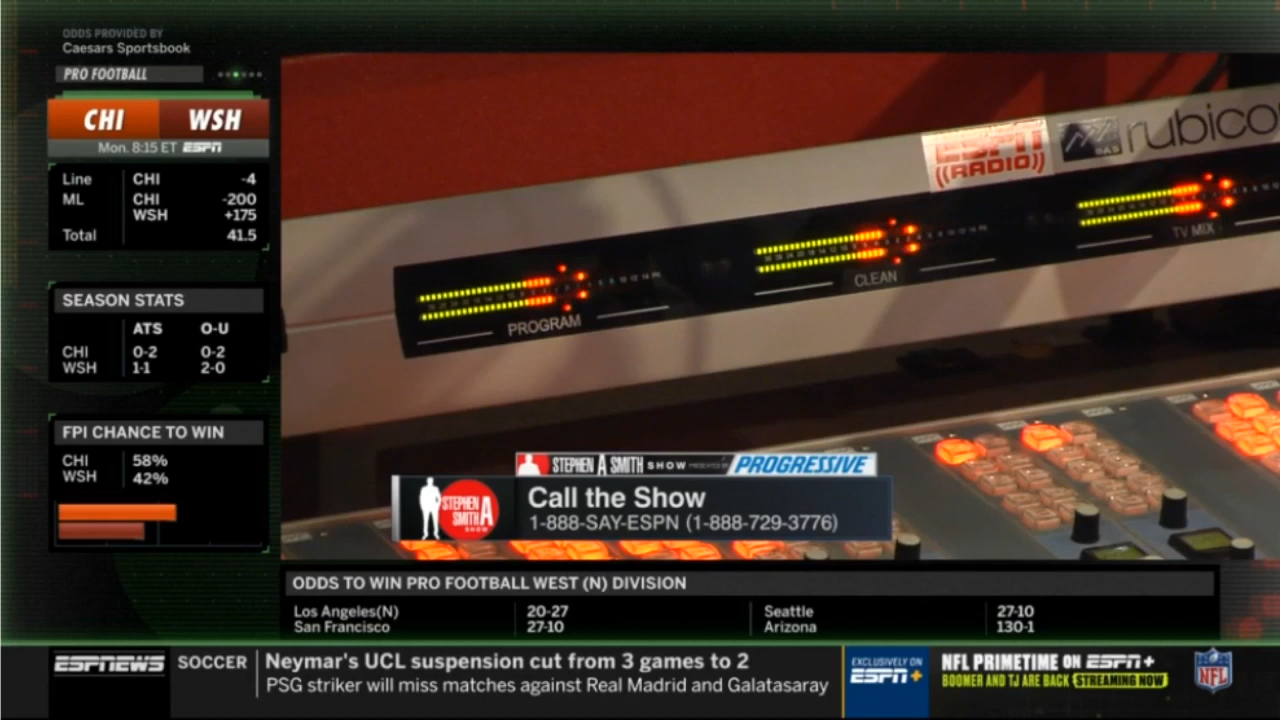 ODDS PROVIDED BY
Caesars Sportsbook
PRO FOOTBALL
CHI WSH
Mon. 8:15 ET ESPN
Line CHI -4
ML CHI -200
WSH +175
Total 41.5
SEASON STATS
ATS O-U
CHI 0-2 0-2
WSH 1-1 2-0
FPI CHANCE TO WIN
CHI 58%
WSH 42%
ESPN
((RADIO))
rubico
PROGRAM
CLEAN
TV MIX
STEPHEN A SMITH SHOW PRESENTED BY PROGRESSIVE
STEPHEN A
SMITH
SHOW
Call the Show
1-888-SAY-ESPN (1-888-729-3776)
ODDS TO WIN PRO FOOTBALL WEST (N) DIVISION
Los Angeles(N) 20-27 Seattle 27-10
San Francisco 27-10 Arizona 130-1
ESPNEWS SOCCER
Neymar's UCL suspension cut from 3 games to 2
PSG striker will miss matches against Real Madrid and Galatasaray
EXCLUSIVELY ON
ESPN+
NFL PRIMETIME ON ESPN+
BOOMER AND TJ ARE BACK STREAMING NOW
NFL